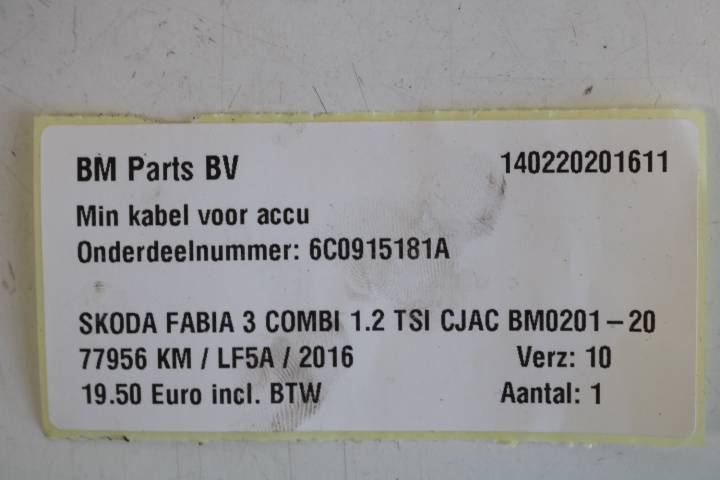 BM Parts BV 140220201611
Min kabel voor accu
Onderdeelnummer: 6C0915181A
SKODA FABIA 3 COMBI 1.2 TSI CJAC BM0201-20
77956 KM / LF5A / 2016 Verz: 10
19.50 Euro incl. BTW Aantal: 1